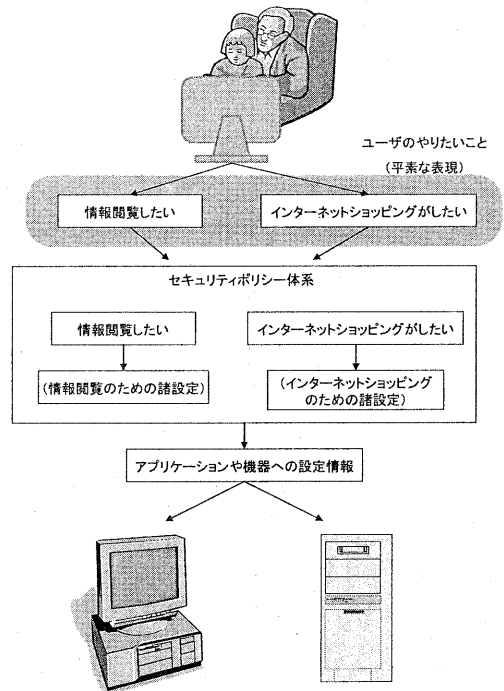 ユーザのやりたいこと
(平素な表現)
情報閲覧したい
インターネットショッピングがしたい
セキュリティポリシー体系
情報閲覧したい
インターネットショッピングがしたい
(情報閲覧のための諸設定)
(インターネットショッピング
のための諸設定)
アプリケーションや機器への設定情報